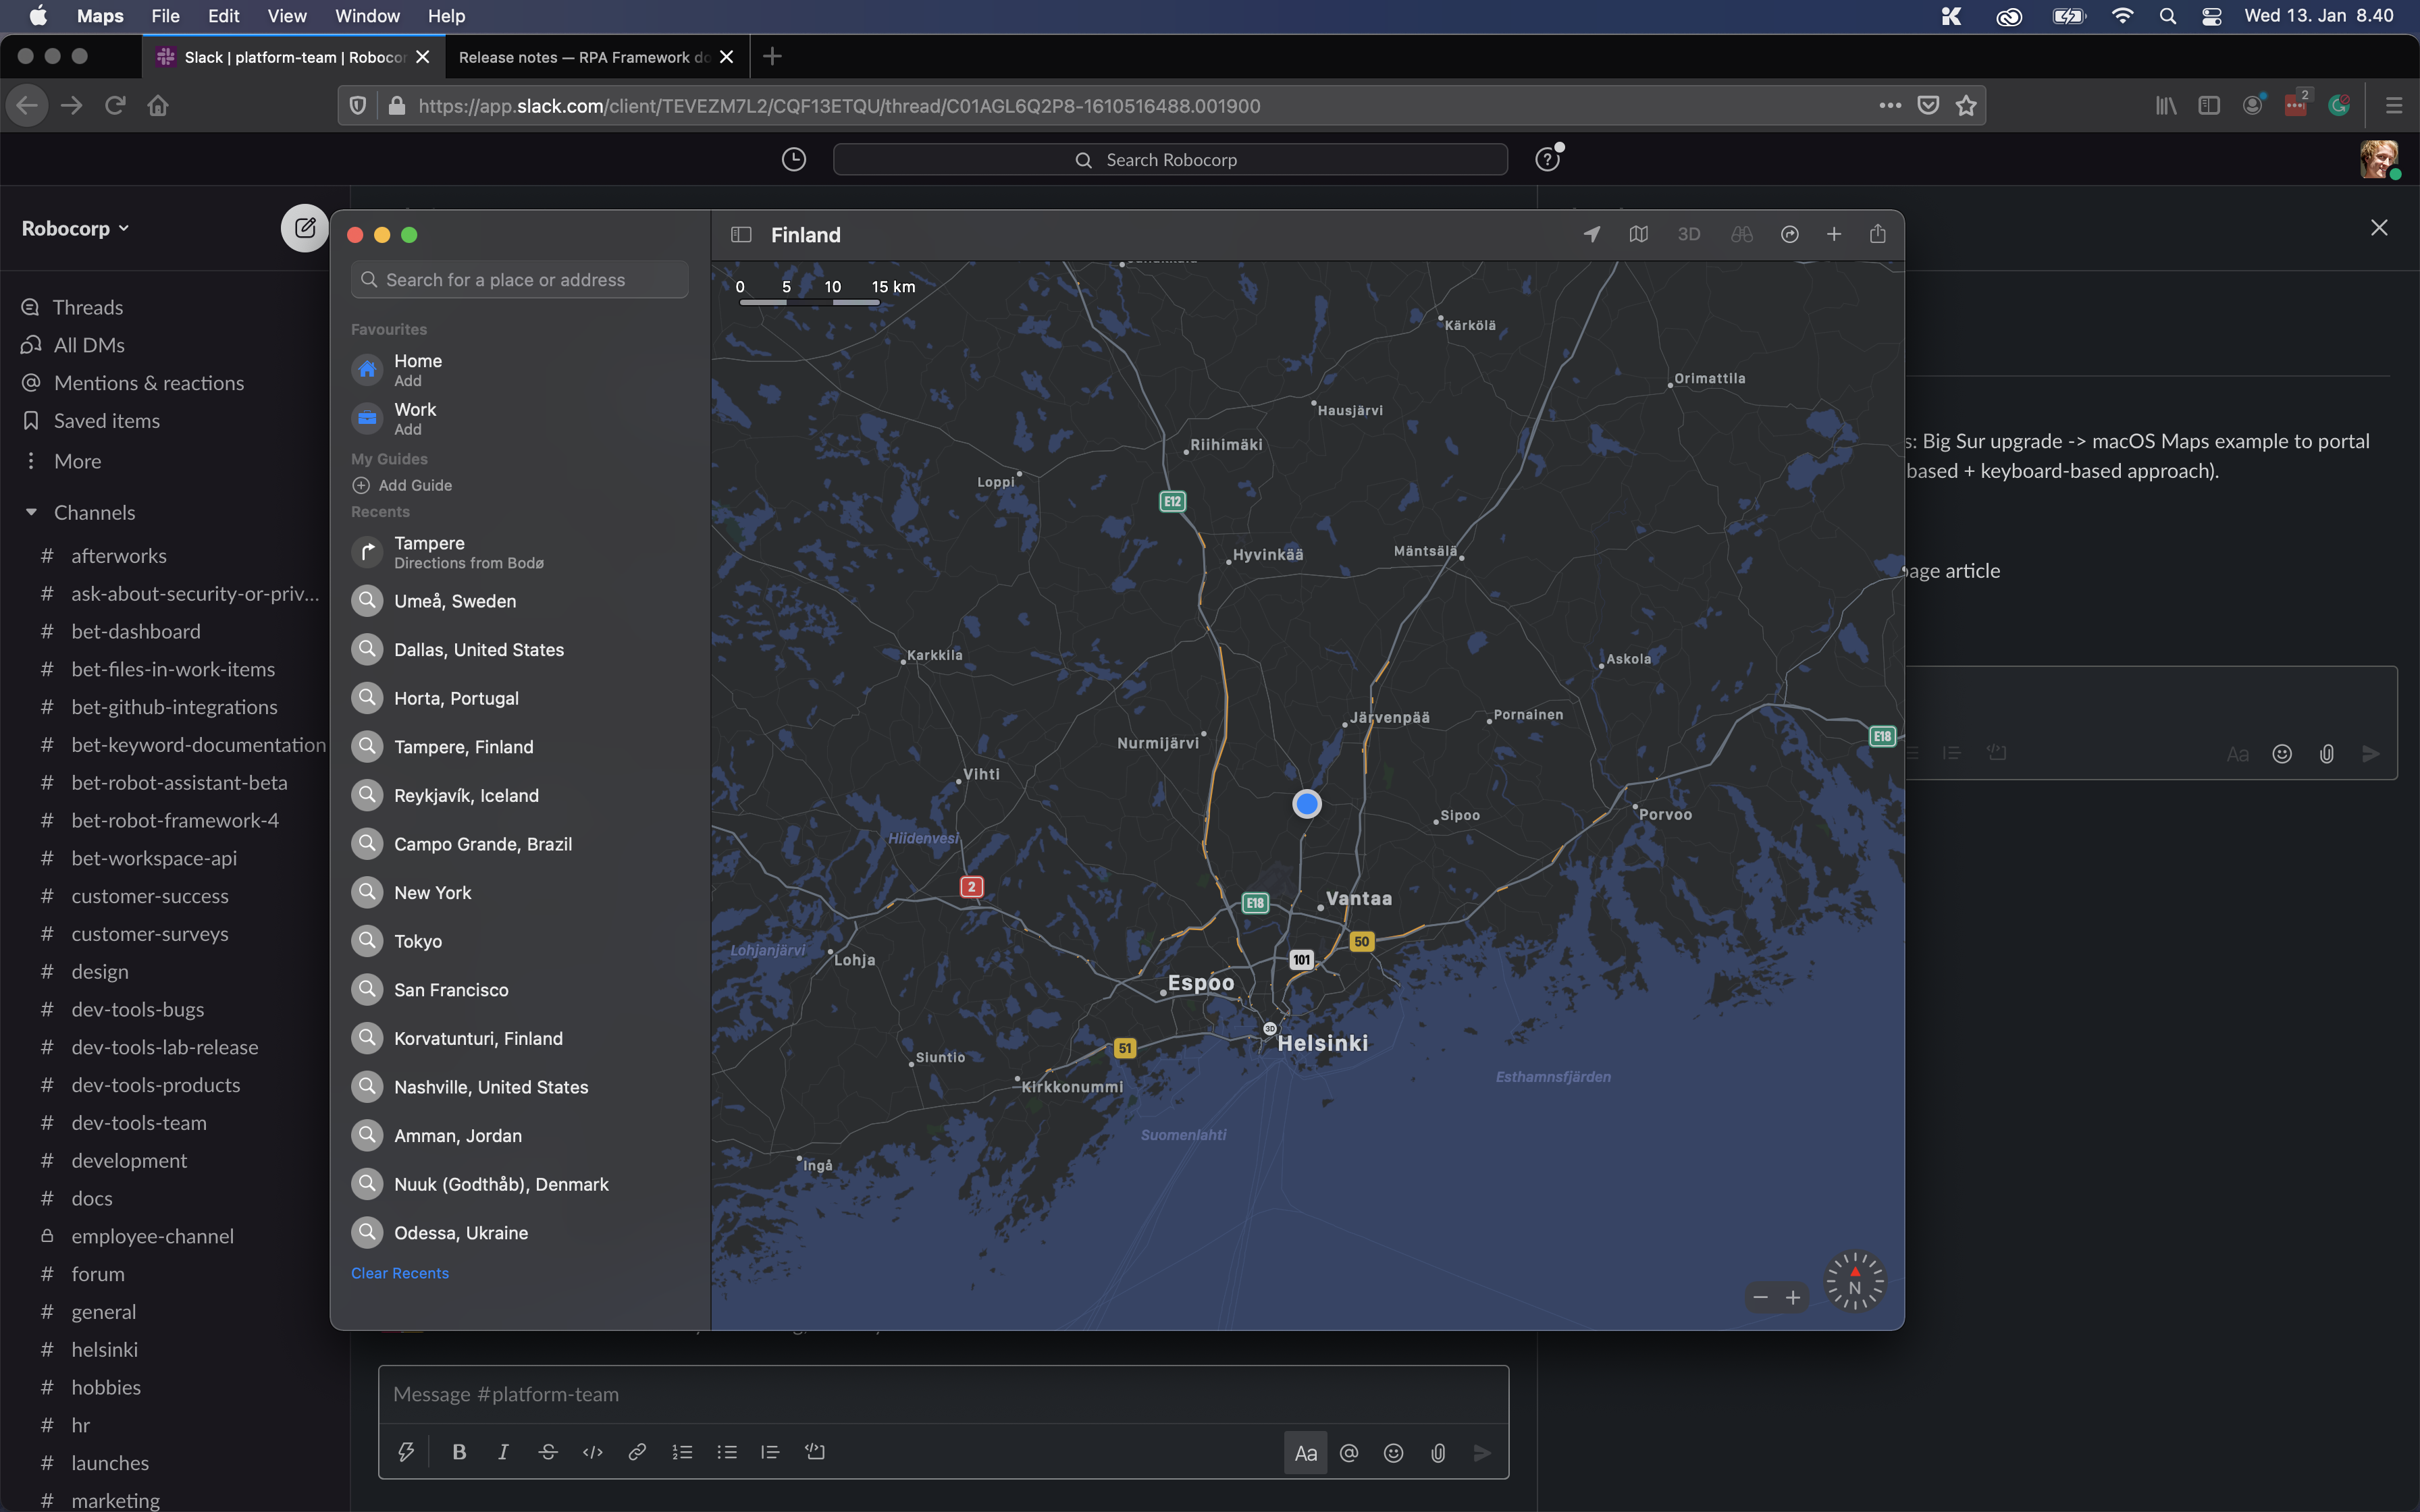 Maps File Edit View Window Help
Wed 13. Jan 8.40
Slack | platform-team | Roboco
Release notes — RPA Framework do
https://app.slack.com/client/TEVEZM7L2/CQF13ETQU/thread/C01AGL6Q2P8-1610516488.001900
2
Search Robocorp
Robocorp
Threads
All DMs
Mentions & reactions
Saved items
More
Channels
# afterworks
# ask-about-security-or-priv...
# bet-dashboard
# bet-files-in-work-items
# bet-github-integrations
# bet-keyword-documentation
# bet-robot-assistant-beta
# bet-robot-framework-4
# bet-workspace-api
# customer-success
# customer-surveys
# design
# dev-tools-bugs
# dev-tools-lab-release
# dev-tools-products
# dev-tools-team
# development
# docs
employee-channel
# forum
# general
# helsinki
# hobbies
# hr
# launches
# marketing
Search for a place or address
Favourites
Home
Add
Work
Add
My Guides
Add Guide
Recents
Tampere
Directions from Bodø
Umeå, Sweden
Dallas, United States
Horta, Portugal
Tampere, Finland
Reykjavík, Iceland
Campo Grande, Brazil
New York
Tokyo
San Francisco
Korvatunturi, Finland
Nashville, United States
Amman, Jordan
Nuuk (Godthåb), Denmark
Odessa, Ukraine
Clear Recents
Finland
3D
0 5 10 15 km
Kärkölä
Orimattila
Hausjärvi
Riihimäki
Loppi
E12
Hyvinkää
Mäntsälä
Karkkila
Askola
Järvenpää
Pornainen
Nurmijärvi
E18
Vihti
Sipoo
Porvoo
Hiidenvesi
2
E18
Vantaa
50
Lohjanjärvi
Lohja
101
Espoo
3D
Helsinki
51
Siuntio
Kirkkonummi
Esthamnsfjärden
Suomenlahti
Ingå
N
s: Big Sur upgrade -> macOS Maps example to portal
based + keyboard-based approach).
age article
Aa
Message #platform-team
B I S
Aa